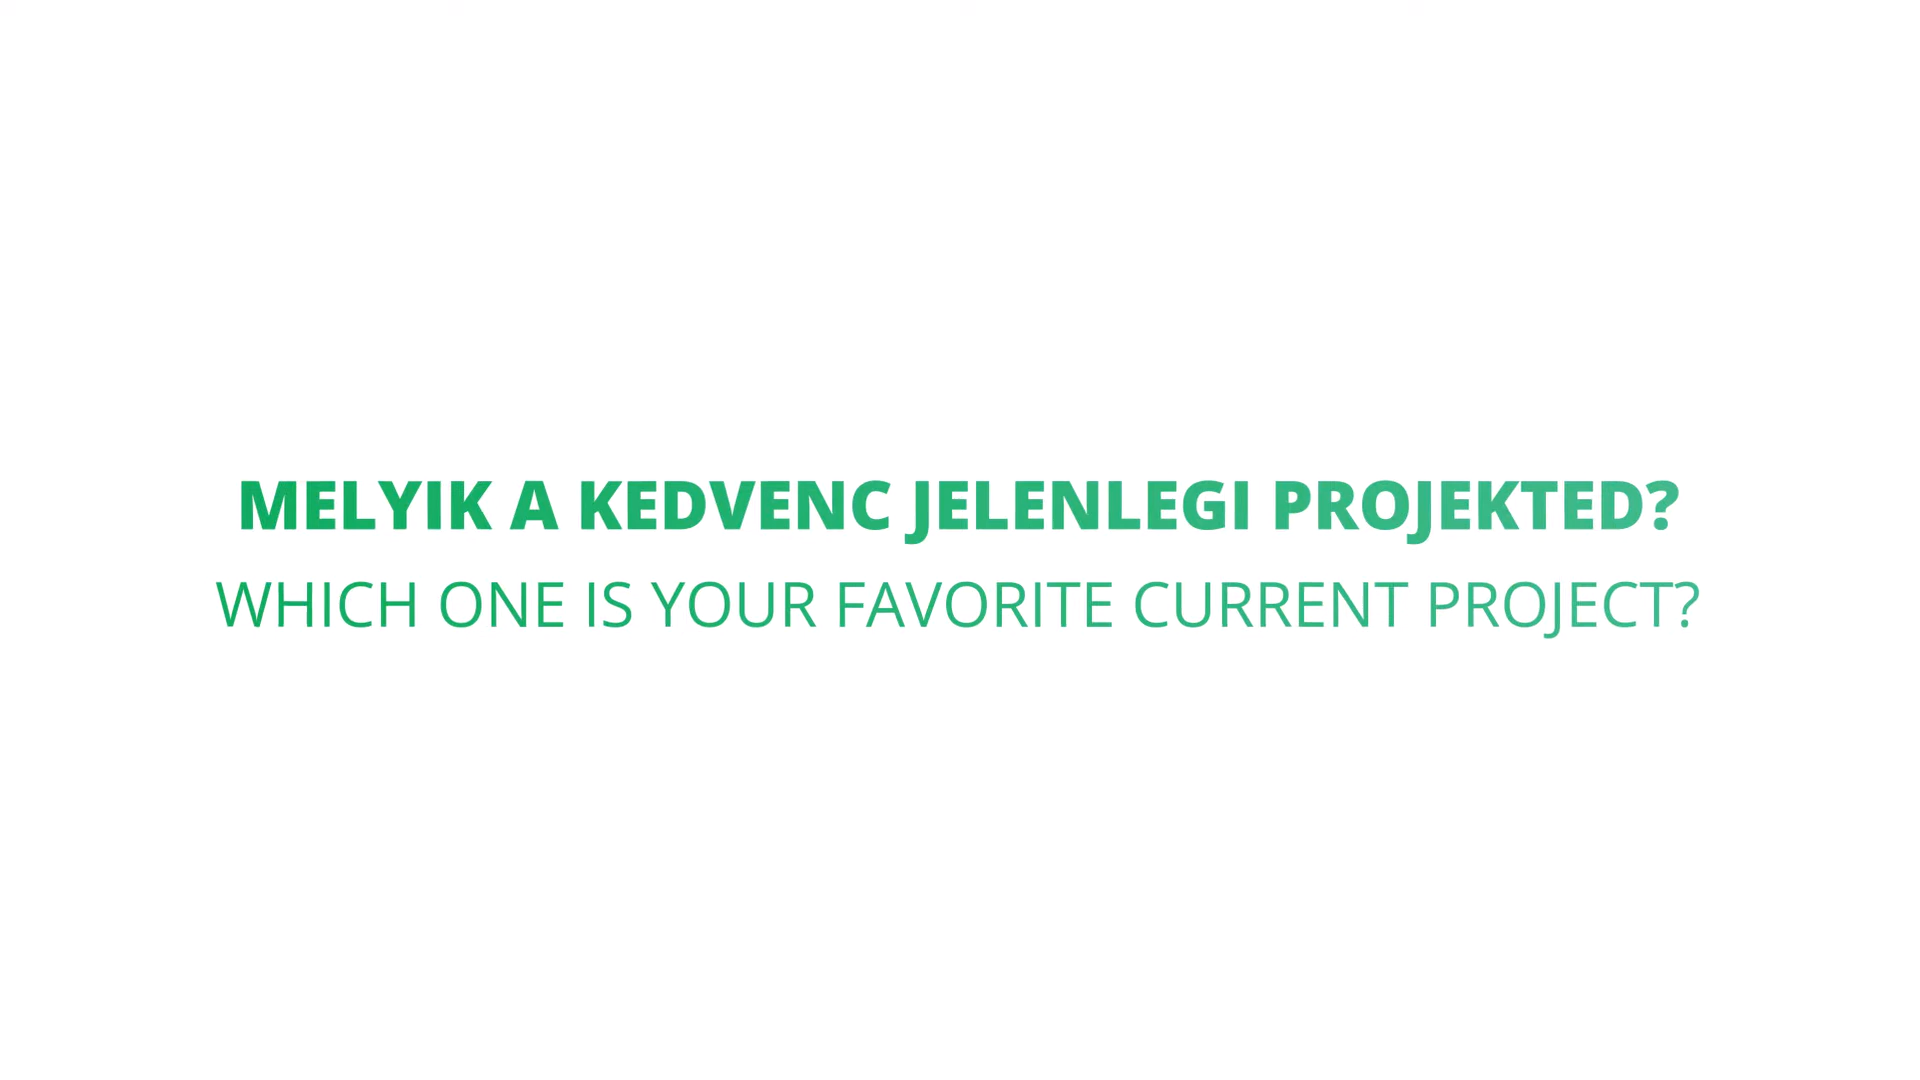 MELYIK A KEDVENC JELENLEGI PROJEKTED?
WHICH ONE IS YOUR FAVORITE CURRENT PROJECT?